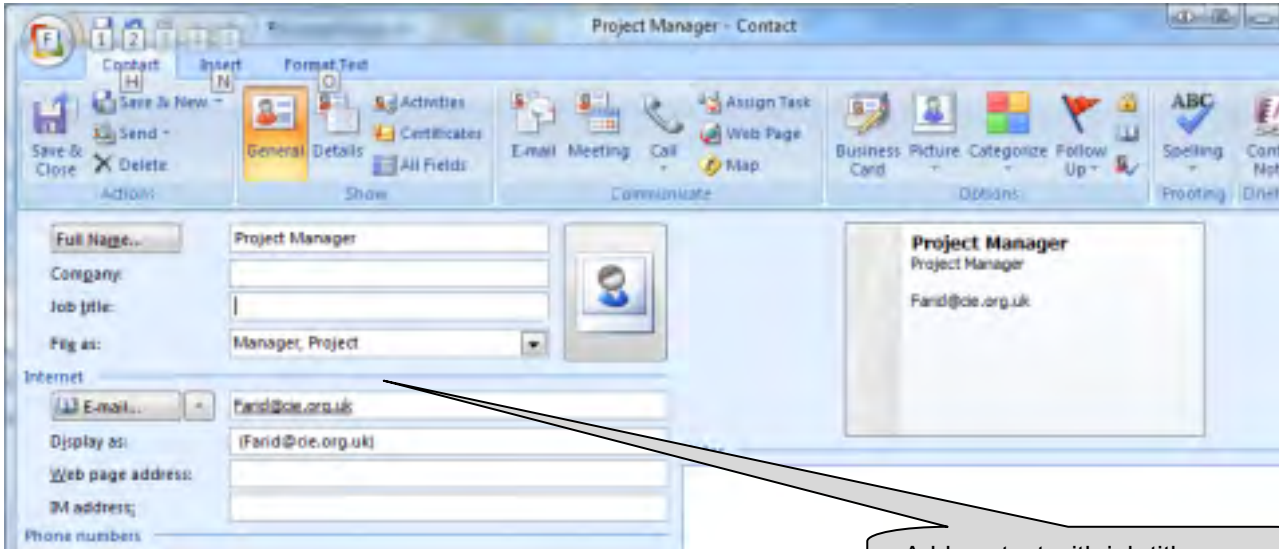 Project Manager - Contact
F
1 2
Contact Insert Format Text
H N O
Save & Close
Save & New
Send
Delete
Actions
General
Details
Activities
Certificates
All Fields
Show
E-mail
Meeting
Call
Assign Task
Web Page
Map
Communicate
Business Card
Picture
Categorize
Follow Up
Options
ABC
Spelling
Proofing
Full Name...
Project Manager
Company:
Job title:
File as:
Manager, Project
Internet
E-mail...
Farid@cie.org.uk
Display as:
(Farid@cie.org.uk)
Web page address:
IM address:
Phone numbers
Project Manager
Project Manager
Farid@cie.org.uk